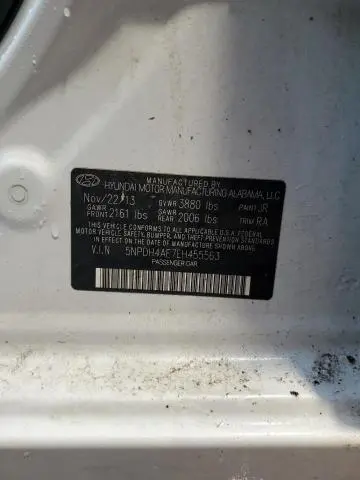 MANUFACTURED BY
HYUNDAI MOTOR MANUFACTURING ALABAMA, LLC
Nov/22/13 GVWR 3880 lbs PAINT JR
GAWR FRONT 2161 lbs GAWR REAR 2006 lbs TRIM RA
THIS VEHICLE CONFORMS TO ALL APPLICABLE U.S.A FEDERAL
MOTOR VEHICLE SAFETY, BUMPER, AND THEFT PREVENTION STANDARDS
IN EFFECT ON THE DATE OF MANUFACTURE SHOWN ABOVE.
V.I.N 5NPDH4AE7EH455563
PASSENGER CAR